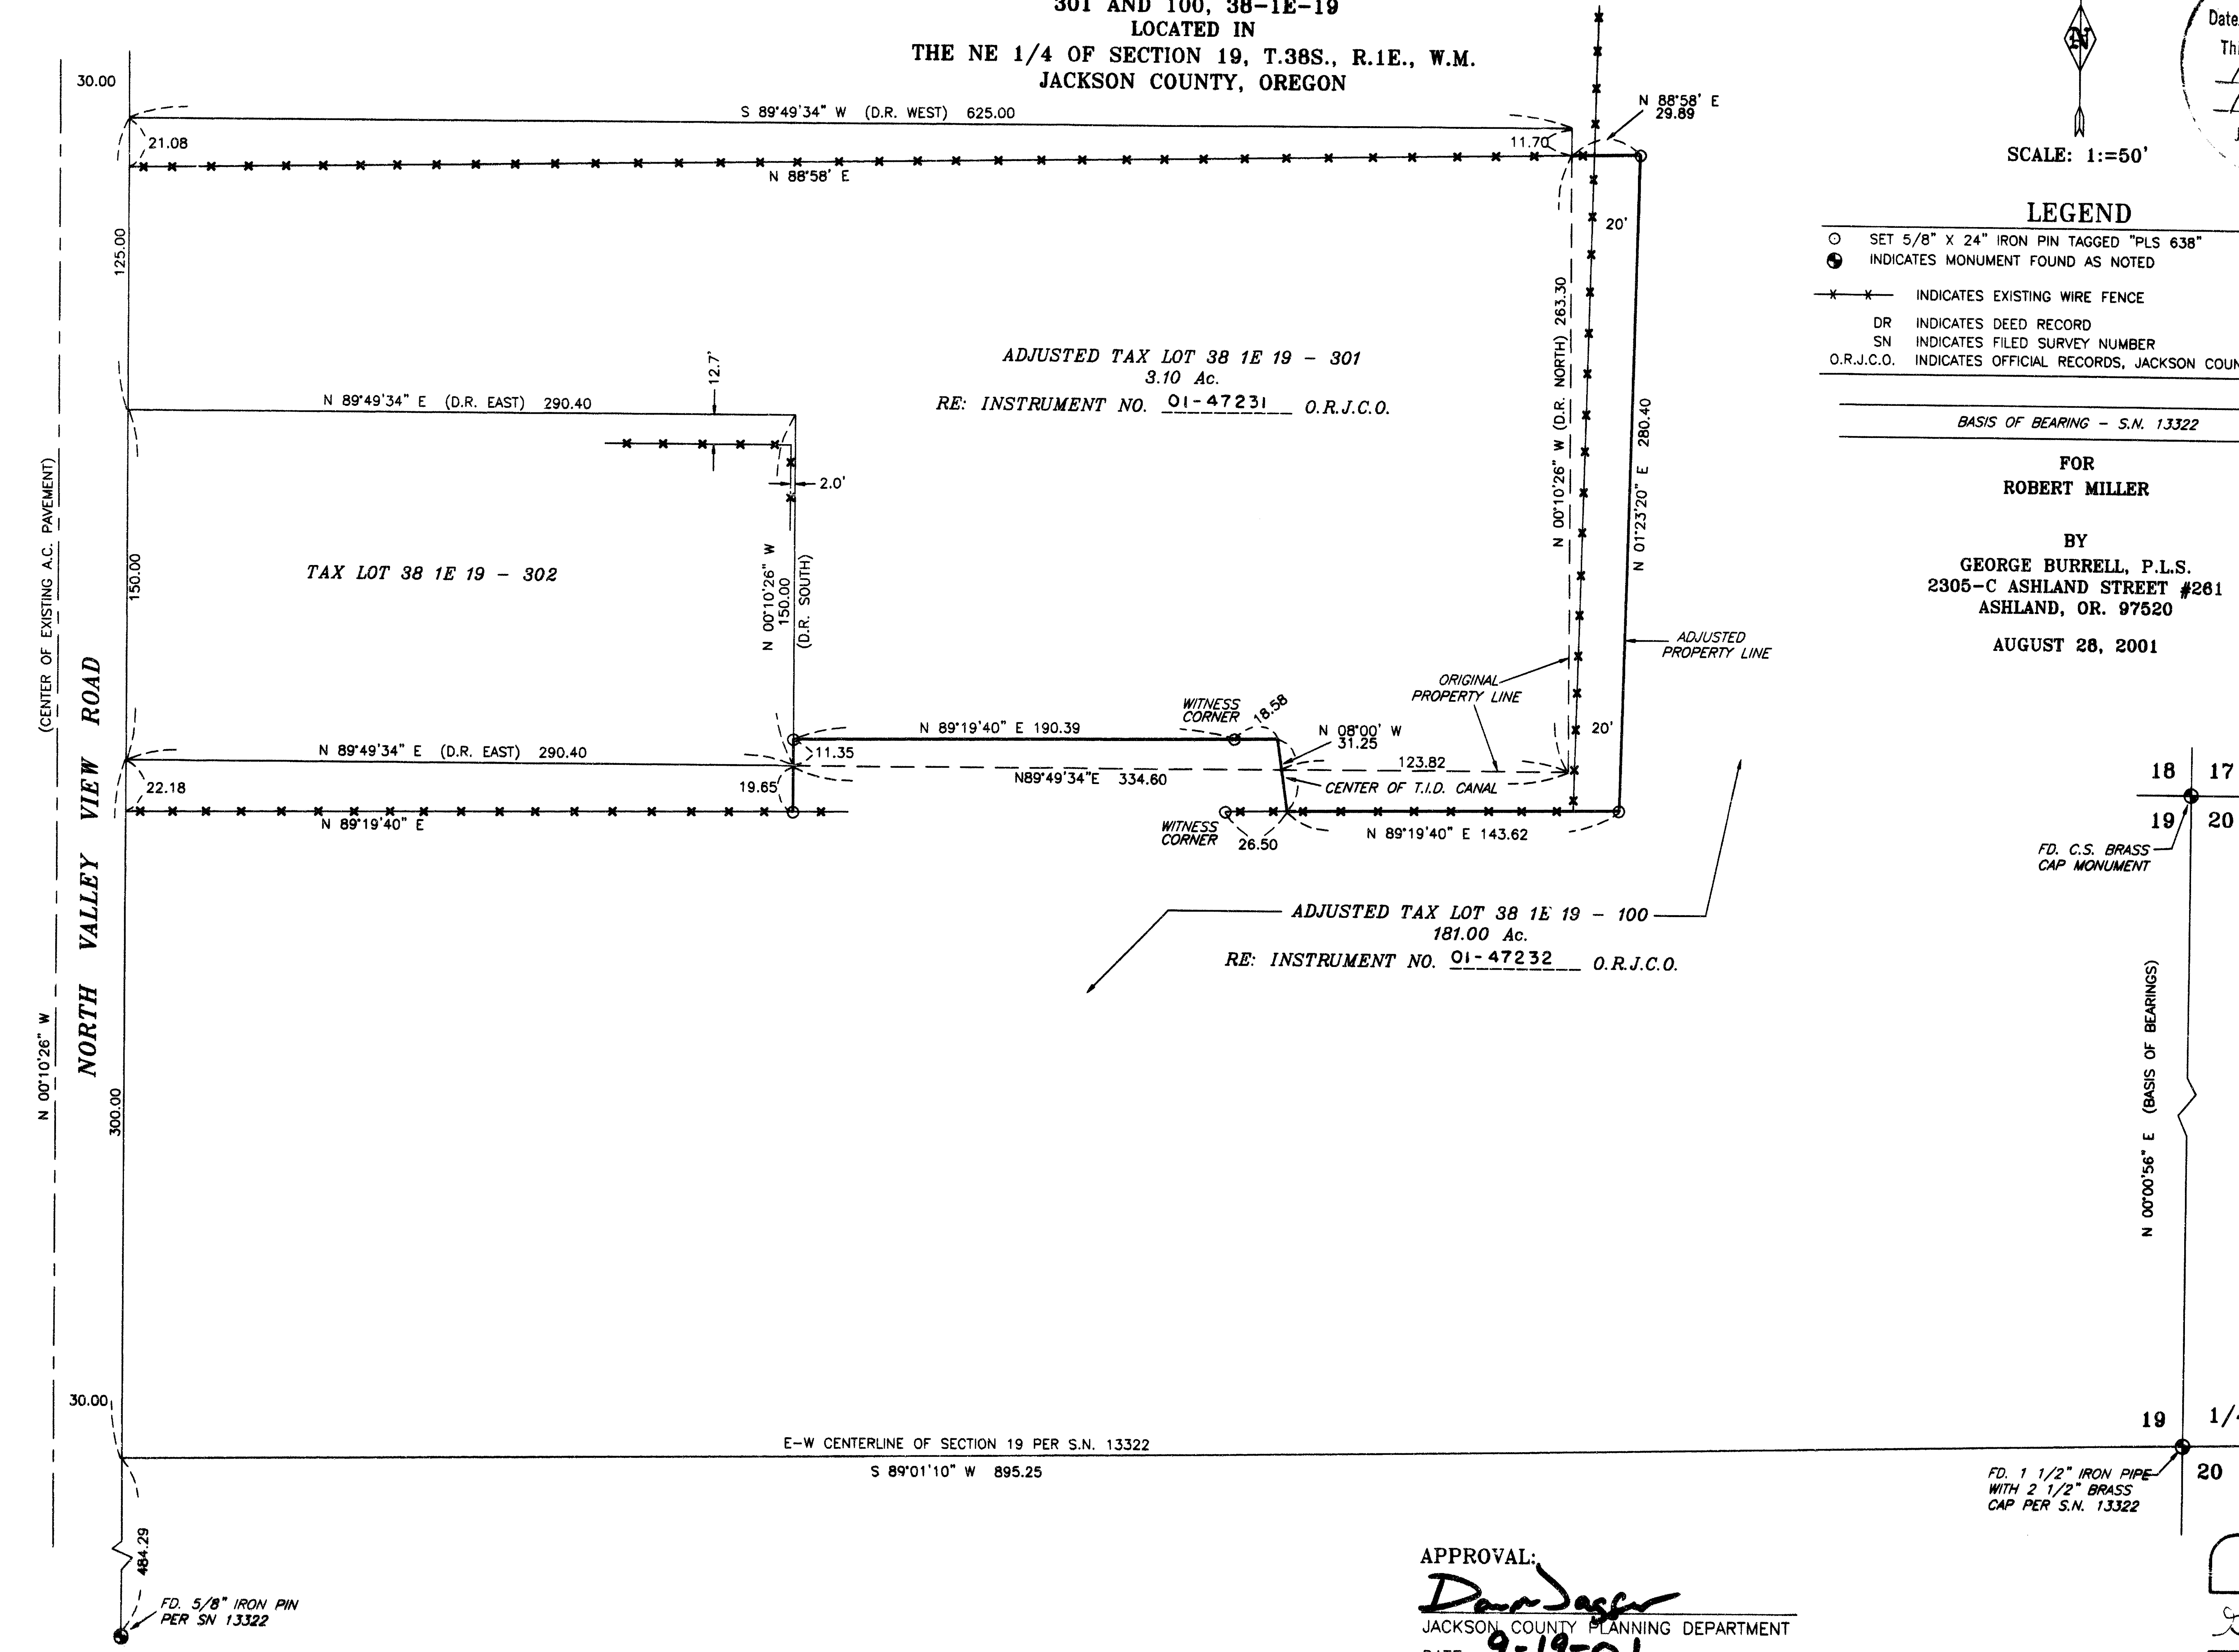 301 AND 100, 38-1E-19
LOCATED IN
THE NE 1/4 OF SECTION 19, T.38S., R.1E., W.M.
JACKSON COUNTY, OREGON
30.00
S 89°49'34" W (D.R. WEST) 625.00
21.08
N 88°58' E
11.70
N 88°58' E
29.89
20'
125.00
N 00°10'26" W (D.R. NORTH) 263.30
N 01°23'20" E 280.40
ADJUSTED TAX LOT 38 1E 19 - 301
3.10 Ac.
RE: INSTRUMENT NO. 01-47231 O.R.J.C.O.
N 89°49'34" E (D.R. EAST) 290.40
12.7'
2.0'
(CENTER OF EXISTING A.C. PAVEMENT)
150.00
TAX LOT 38 1E 19 - 302
N 00°10'26" W
150.00
(D.R. SOUTH)
ADJUSTED
PROPERTY LINE
ORIGINAL
PROPERTY LINE
WITNESS
CORNER
18.58
N 89°19'40" E 190.39
N 08°00' W
31.25
20'
N 89°49'34" E (D.R. EAST) 290.40
11.35
N89°49'34"E 334.60
123.82
CENTER OF T.I.D. CANAL
22.18
19.65
N 89°19'40" E
WITNESS
CORNER
26.50
N 89°19'40" E 143.62
NORTH VALLEY VIEW ROAD
ADJUSTED TAX LOT 38 1E 19 - 100
181.00 Ac.
RE: INSTRUMENT NO. 01-47232 O.R.J.C.O.
N 00°10'26" W
300.00
30.00
E-W CENTERLINE OF SECTION 19 PER S.N. 13322
S 89°01'10" W 895.25
484.29
FD. 5/8" IRON PIN
PER SN 13322
N
Date
SCALE: 1:=50'
LEGEND
SET 5/8" X 24" IRON PIN TAGGED "PLS 638"
INDICATES MONUMENT FOUND AS NOTED
INDICATES EXISTING WIRE FENCE
DR INDICATES DEED RECORD
SN INDICATES FILED SURVEY NUMBER
O.R.J.C.O. INDICATES OFFICIAL RECORDS, JACKSON COUN
BASIS OF BEARING - S.N. 13322
FOR
ROBERT MILLER
BY
GEORGE BURRELL, P.L.S.
2305-C ASHLAND STREET #261
ASHLAND, OR. 97520
AUGUST 28, 2001
18 17
19 20
FD. C.S. BRASS
CAP MONUMENT
N 00°00'56" E (BASIS OF BEARINGS)
19 1/4
20
FD. 1 1/2" IRON PIPE
WITH 2 1/2" BRASS
CAP PER S.N. 13322
APPROVAL:
JACKSON COUNTY PLANNING DEPARTMENT
9-19-01